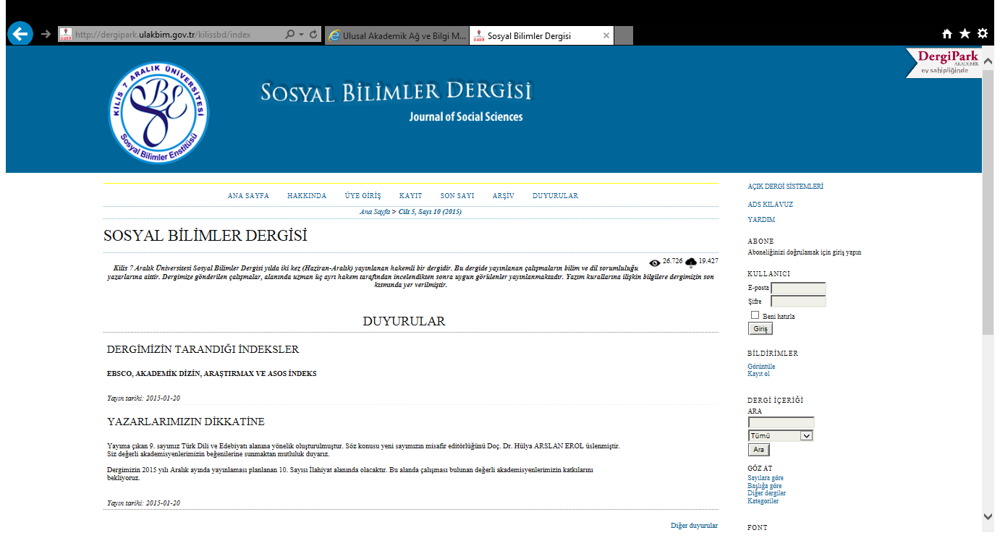 http://dergipark.ulakbim.gov.tr/kilissbd/index
Ulusal Akademik Ağ ve Bilgi M...
Sosyal Bilimler Dergisi
DergiPark
AKADEMİK
ev sahipliğinde
KİLİS 7 ARALIK ÜNİVERSİTESİ
Sosyal Bilimler Enstitüsü
SOSYAL BİLİMLER DERGİSİ
Journal of Social Sciences
ANA SAYFA HAKKINDA ÜYE GİRİŞ KAYIT SON SAYI ARŞİV DUYURULAR
Ana Sayfa > Cilt 5, Sayı 10 (2015)
SOSYAL BİLİMLER DERGİSİ
26.726 19.427
Kilis 7 Aralık Üniversitesi Sosyal Bilimler Dergisi yılda iki kez (Haziran-Aralık) yayınlanan hakemli bir dergidir. Bu dergide yayınlanan çalışmaların bilim ve dil sorumluluğu
yazarlarına aittir. Dergimize gönderilen çalışmalar, alanında uzman üç ayrı hakem tarafından incelendikten sonra uygun görülenler yayınlanmaktadır. Yazım kurallarına ilişkin bilgilere dergimizin son
kısmında yer verilmiştir.
DUYURULAR
DERGİMİZİN TARANDIĞI İNDEKSLER
EBSCO, AKADEMİK DİZİN, ARAŞTIRMAX VE ASOS İNDEKS
Yayın tarihi: 2015-01-20
YAZARLARIMIZIN DİKKATİNE
Yayıma çıkan 9. sayımız Türk Dili ve Edebiyatı alanına yönelik oluşturulmuştur. Söz konusu yeni sayımızın misafir editörlüğünü Doç. Dr. Hülya ARSLAN EROL üslenmiştir.
Siz değerli akademisyenlerimizin beğenilerine sunmaktan mutluluk duyarız.
Dergimizin 2015 yılı Aralık ayında yayınlaması planlanan 10. Sayısı İlahiyat alanında olacaktır. Bu alanda çalışması bulunan değerli akademisyenlerimizin katkılarını
bekliyoruz.
Yayın tarihi: 2015-01-20
Diğer duyurular
AÇIK DERGİ SİSTEMLERİ
ADS KILAVUZ
YARDIM
ABONE
Aboneliğinizi doğrulamak için giriş yapın
KULLANICI
E-posta
Şifre
Beni hatırla
Giriş
BİLDİRİMLER
Görüntüle
Kayıt ol
DERGİ İÇERİĞİ
ARA
Tümü
Ara
GÖZ AT
Sayılara göre
Başlığa göre
Diğer dergiler
Kategoriler
FONT